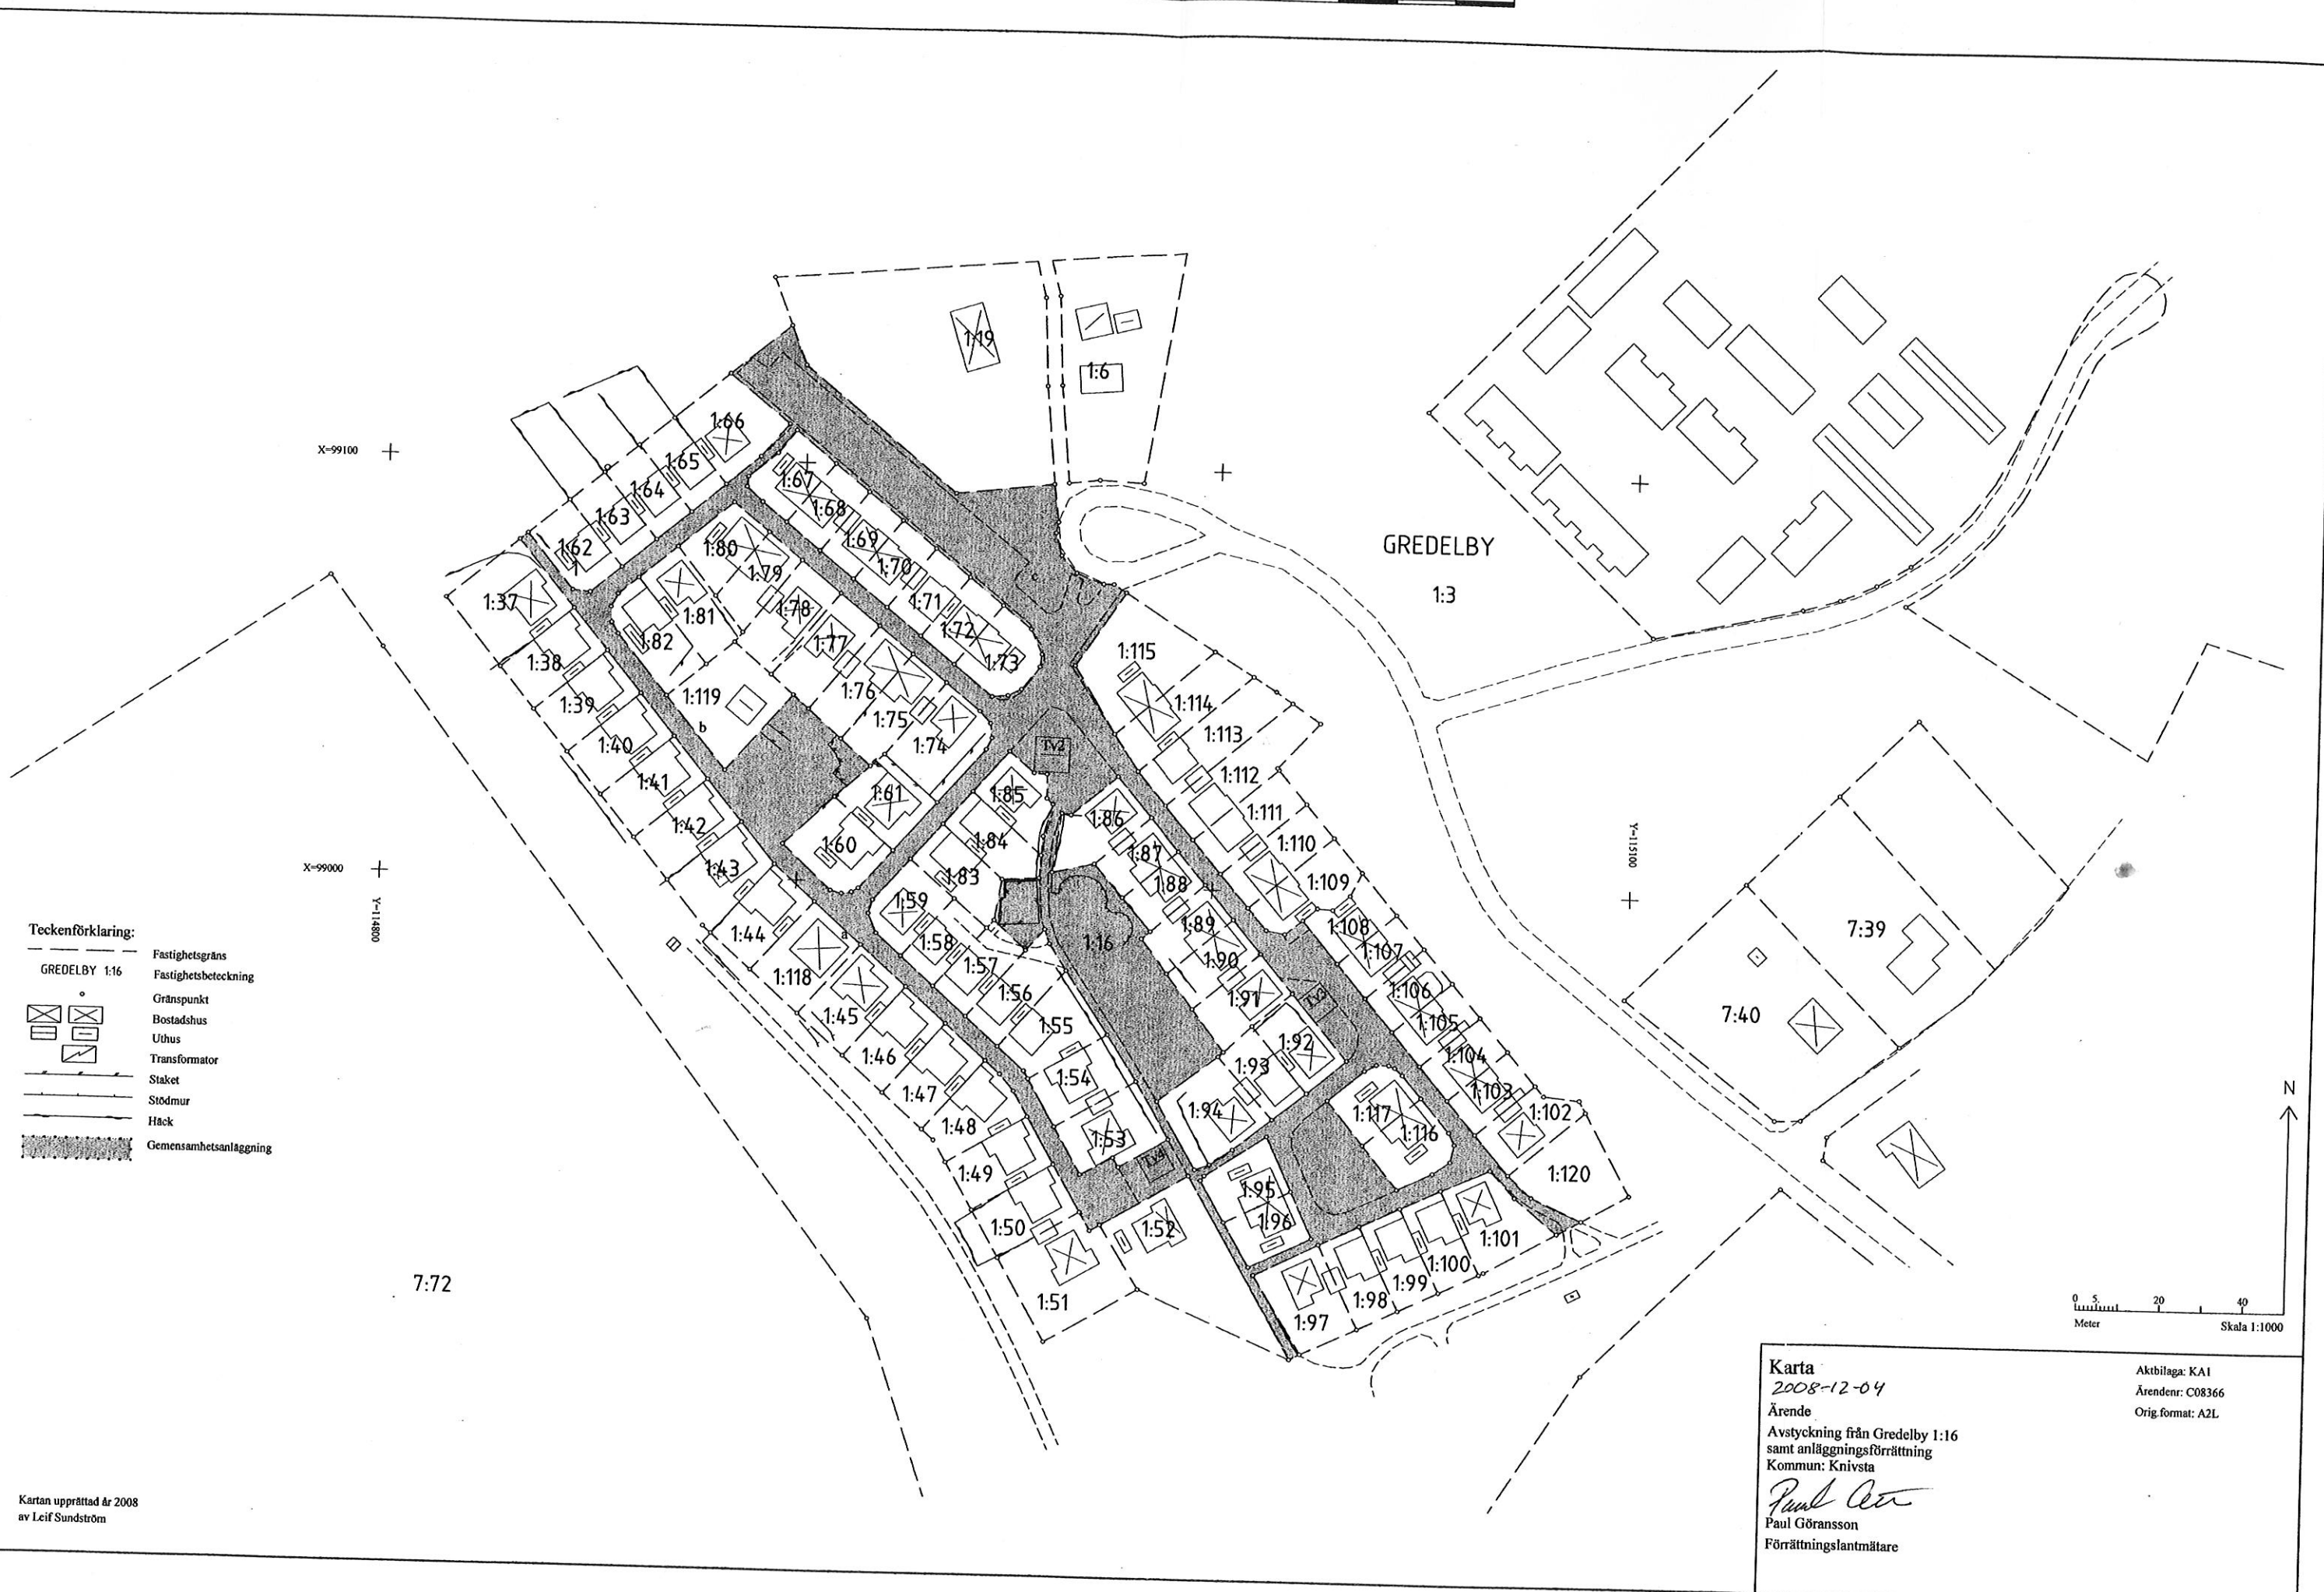 1:19
1:6
1:66
X=99100
1:65
1:67
1:64
1:68
1:63
1:69
GREDELBY
1:62
1:80
1:70
1:79
1:3
1:37
1:81
1:78
1:71
1:82
1:77
1:72
1:38
1:73
1:115
1:119
1:76
1:39
1:114
b
1:75
1:113
1:40
1:74
Tv2
1:112
1:41
1:61
1:85
1:111
1:42
1:86
1:60
1:84
1:110
Y=115100
1:43
1:83
1:87
X=99000
1:88
1:109
1:59
Y=114800
1:44
a
1:58
1:16
1:89
1:108
7:39
1:107
1:57
1:90
1:118
1:56
1:91
Tv3
1:106
7:40
1:45
1:55
1:105
1:46
1:92
1:104
1:54
1:93
1:47
1:103
1:94
1:117
1:102
1:48
1:53
1:116
Tv4
1:49
1:95
1:120
1:50
1:52
1:96
1:101
1:51
1:100
1:99
1:98
1:97
7:72
Teckenförklaring:
Fastighetsgräns
GREDELBY 1:16 Fastighetsbeteckning
Gränspunkt
Bostadshus
Uthus
Transformator
Staket
Stödmur
Häck
Gemensamhetsanläggning
N
0 5. 20 40
Meter Skala 1:1000
Karta
2008-12-04
Ärende
Avstyckning från Gredelby 1:16
samt anläggningsförrättning
Kommun: Knivsta
Paul Göransson
Förrättningslantmätare
Aktbilaga: KA1
Ärendenr: C08366
Orig.format: A2L
Kartan upprättad år 2008
av Leif Sundström